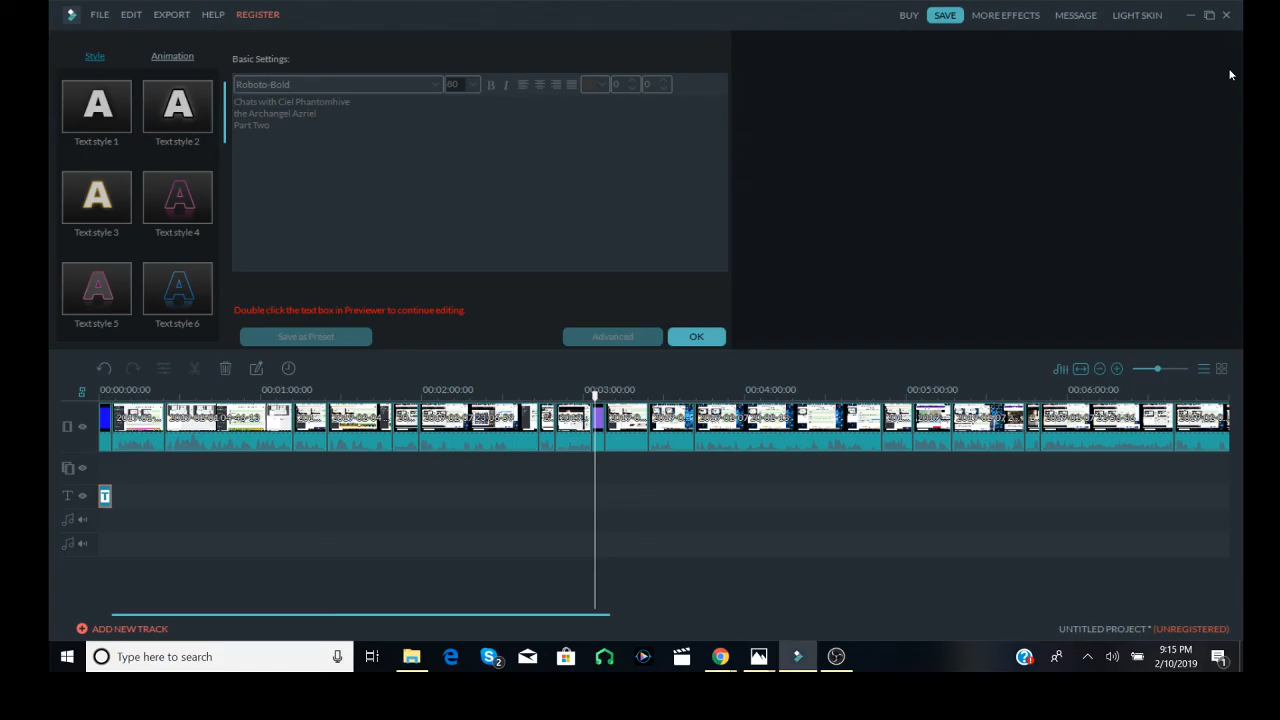 FILE EDIT EXPORT HELP REGISTER BUY SAVE MORE EFFECTS MESSAGE LIGHT SKIN
Style Animation
Basic Settings:
Roboto-Bold 80 B I 0 0
Chats with Ciel Phantomhive
the Archangel Azriel
Part Two
A A
Text style 1 Text style 2
A A
Text style 3 Text style 4
A A
Text style 5 Text style 6
Double click the text box in Previewer to continue editing.
Save as Preset Advanced OK
00:00:00:00 00:01:00:00 00:02:00:00 00:03:00:00 00:04:00:00 00:05:00:00 00:06:00:00
T T
ADD NEW TRACK UNTITLED PROJECT * (UNREGISTERED)
Type here to search 2 9:15 PM
2/10/2019 1